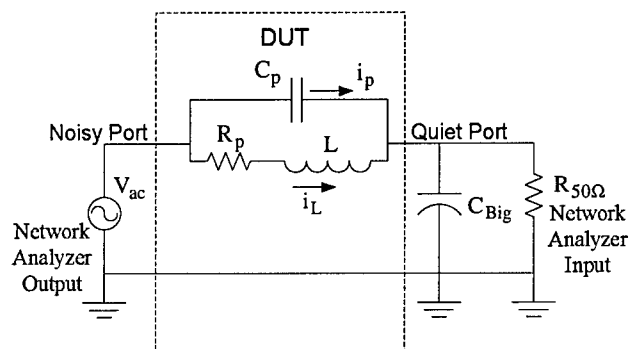 DUT
C_p
i_p
Noisy Port
R_p
L
Quiet Port
V_ac
i_L
C_Big
R_50Ω
Network
Analyzer
Input
Network
Analyzer
Output